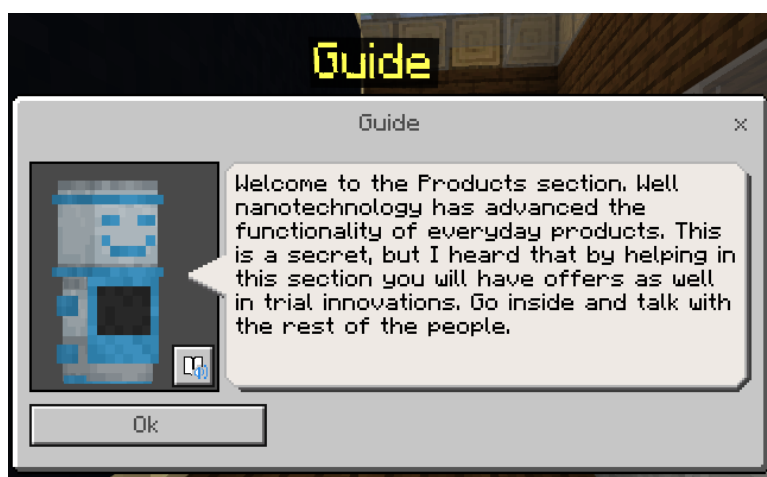 Guide
Guide
x
Welcome to the Products section. Well
nanotechnology has advanced the
functionality of everyday products. This
is a secret, but I heard that by helping in
this section you will have offers as well
in trial innovations. Go inside and talk with
the rest of the people.
Ok